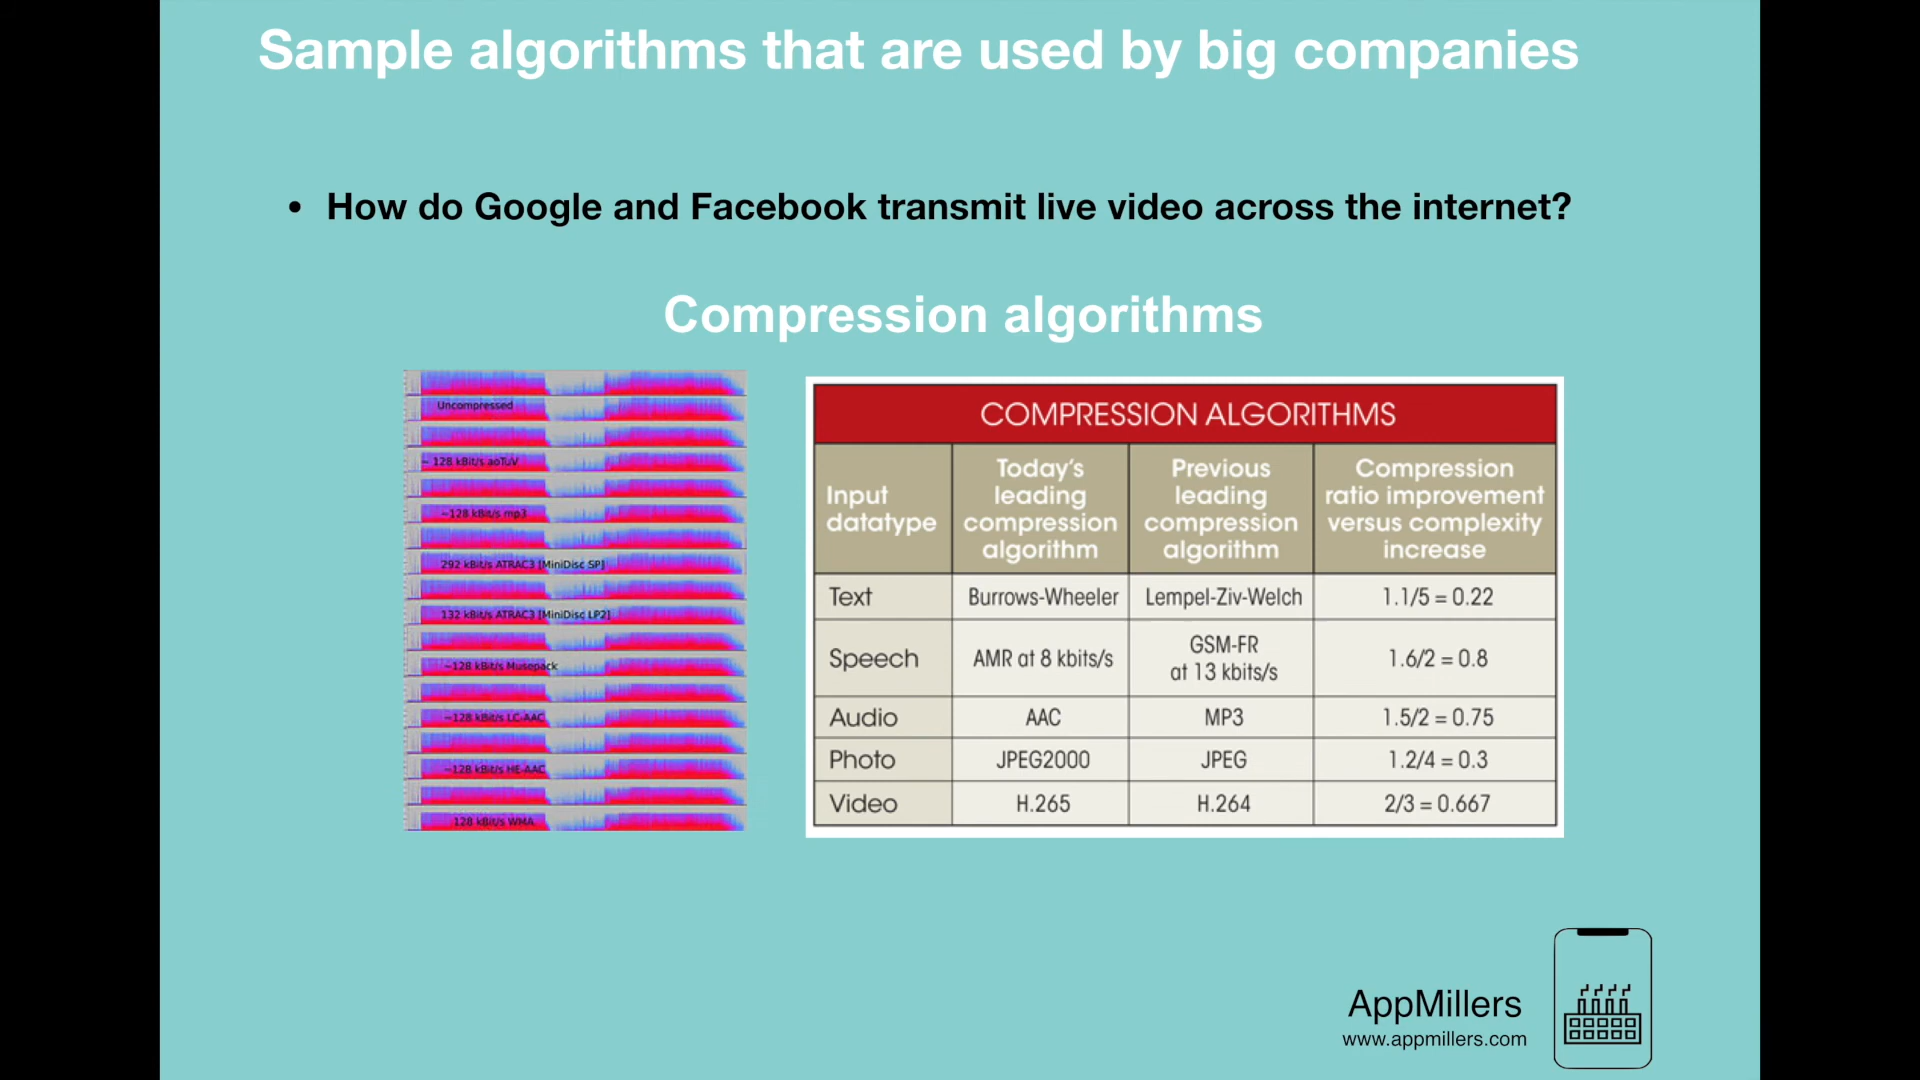 Sample algorithms that are used by big companies
• How do Google and Facebook transmit live video across the internet?
Compression algorithms
Uncompressed
~ 128 kBit/s aoTuV
~128 kBit/s mp3
292 kBit/s ATRAC3 [MiniDisc SP]
132 kBit/s ATRAC3 [MiniDisc LP2]
~128 kBit/s Musepack
~128 kBit/s LC-AAC
~128 kBit/s HE-AAC
128 kBit/s WMA
COMPRESSION ALGORITHMS
Input
datatype
Today's
leading
compression
algorithm
Previous
leading
compression
algorithm
Compression
ratio improvement
versus complexity
increase
Text Burrows-Wheeler Lempel-Ziv-Welch 1.1/5 = 0.22
Speech AMR at 8 kbits/s GSM-FR
at 13 kbits/s 1.6/2 = 0.8
Audio AAC MP3 1.5/2 = 0.75
Photo JPEG2000 JPEG 1.2/4 = 0.3
Video H.265 H.264 2/3 = 0.667
AppMillers
www.appmillers.com